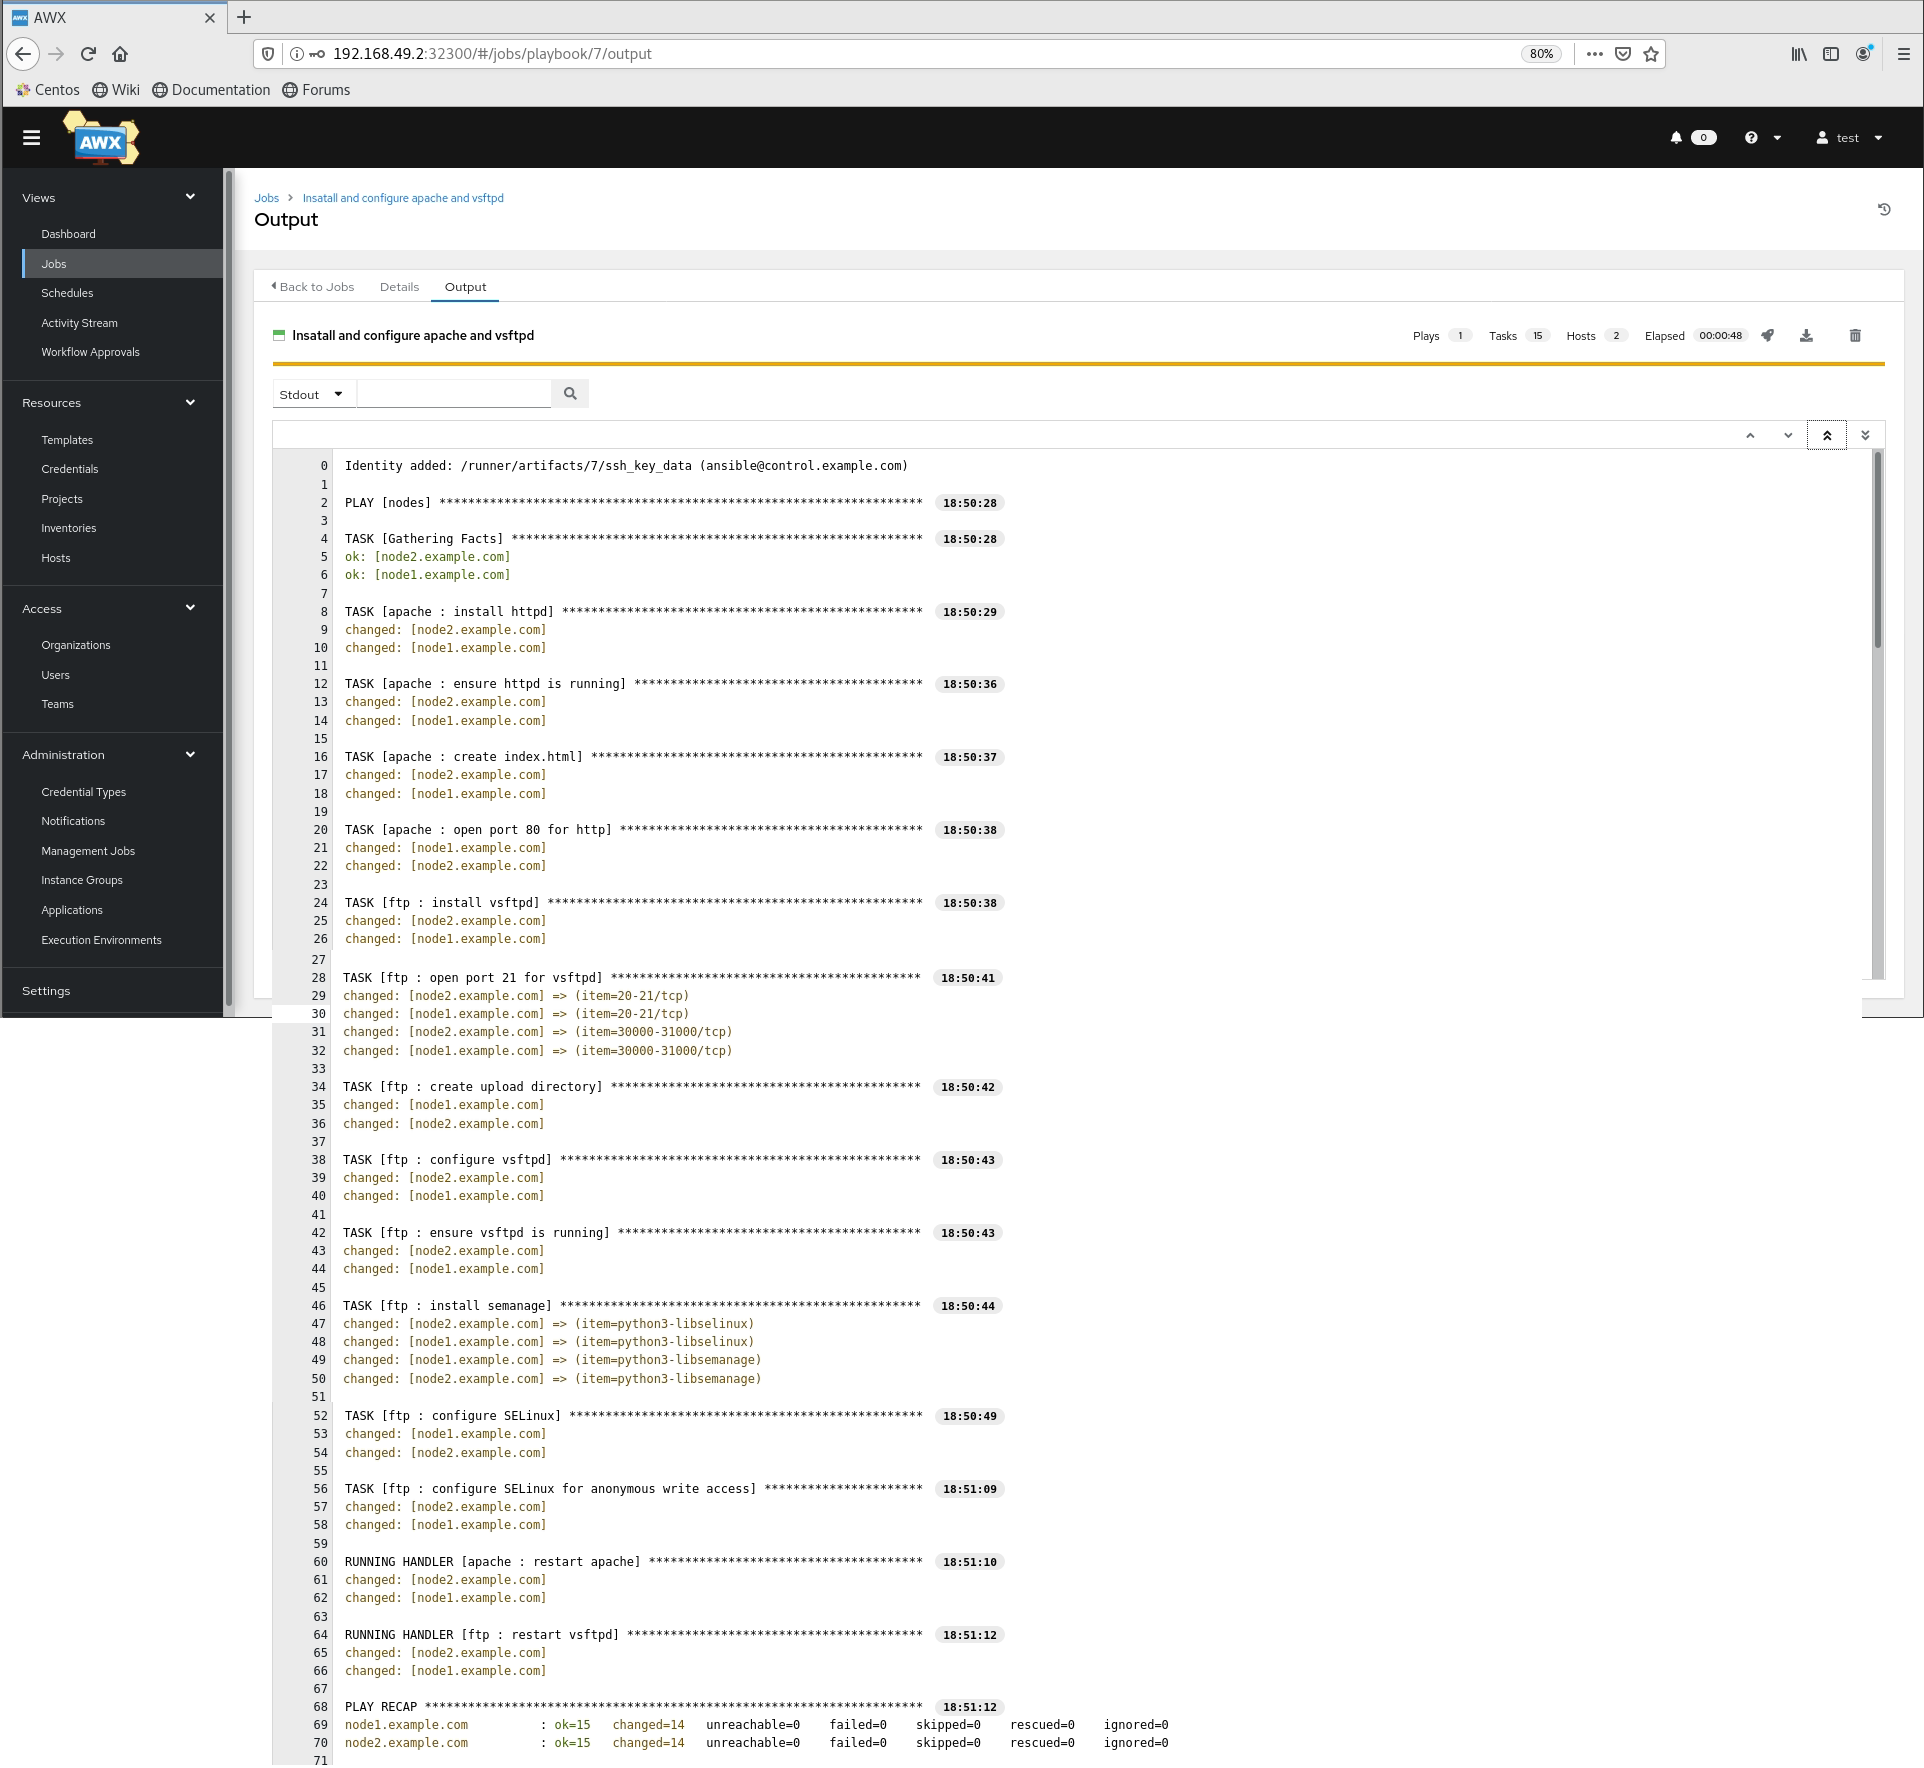 AWX
192.168.49.2:32300/#/jobs/playbook/7/output
80%
Centos Wiki Documentation Forums
AWX
0
test
Views
Dashboard
Jobs
Schedules
Activity Stream
Workflow Approvals
Resources
Templates
Credentials
Projects
Inventories
Hosts
Access
Organizations
Users
Teams
Administration
Credential Types
Notifications
Management Jobs
Instance Groups
Applications
Execution Environments
Settings
Jobs > Insatall and configure apache and vsftpd
Output
Back to Jobs Details Output
Insatall and configure apache and vsftpd Plays 1 Tasks 15 Hosts 2 Elapsed 00:00:48
Stdout
0 Identity added: /runner/artifacts/7/ssh_key_data (ansible@control.example.com)
1
2 PLAY [nodes] ******************************************************************* 18:50:28
3
4 TASK [Gathering Facts] ********************************************************* 18:50:28
5 ok: [node2.example.com]
6 ok: [node1.example.com]
7
8 TASK [apache : install httpd] ************************************************** 18:50:29
9 changed: [node2.example.com]
10 changed: [node1.example.com]
11
12 TASK [apache : ensure httpd is running] **************************************** 18:50:36
13 changed: [node2.example.com]
14 changed: [node1.example.com]
15
16 TASK [apache : create index.html] ********************************************** 18:50:37
17 changed: [node2.example.com]
18 changed: [node1.example.com]
19
20 TASK [apache : open port 80 for http] ****************************************** 18:50:38
21 changed: [node1.example.com]
22 changed: [node2.example.com]
23
24 TASK [ftp : install vsftpd] **************************************************** 18:50:38
25 changed: [node2.example.com]
26 changed: [node1.example.com]
27
28 TASK [ftp : open port 21 for vsftpd] ******************************************* 18:50:41
29 changed: [node2.example.com] => (item=20-21/tcp)
30 changed: [node1.example.com] => (item=20-21/tcp)
31 changed: [node2.example.com] => (item=30000-31000/tcp)
32 changed: [node1.example.com] => (item=30000-31000/tcp)
33
34 TASK [ftp : create upload directory] ******************************************* 18:50:42
35 changed: [node1.example.com]
36 changed: [node2.example.com]
37
38 TASK [ftp : configure vsftpd] ************************************************** 18:50:43
39 changed: [node2.example.com]
40 changed: [node1.example.com]
41
42 TASK [ftp : ensure vsftpd is running] ****************************************** 18:50:43
43 changed: [node2.example.com]
44 changed: [node1.example.com]
45
46 TASK [ftp : install semanage] ************************************************** 18:50:44
47 changed: [node2.example.com] => (item=python3-libselinux)
48 changed: [node1.example.com] => (item=python3-libselinux)
49 changed: [node1.example.com] => (item=python3-libsemanage)
50 changed: [node2.example.com] => (item=python3-libsemanage)
51
52 TASK [ftp : configure SELinux] ************************************************* 18:50:49
53 changed: [node1.example.com]
54 changed: [node2.example.com]
55
56 TASK [ftp : configure SELinux for anonymous write access] ********************** 18:51:09
57 changed: [node2.example.com]
58 changed: [node1.example.com]
59
60 RUNNING HANDLER [apache : restart apache] ************************************** 18:51:10
61 changed: [node2.example.com]
62 changed: [node1.example.com]
63
64 RUNNING HANDLER [ftp : restart vsftpd] ***************************************** 18:51:12
65 changed: [node2.example.com]
66 changed: [node1.example.com]
67
68 PLAY RECAP ********************************************************************* 18:51:12
69 node1.example.com : ok=15 changed=14 unreachable=0 failed=0 skipped=0 rescued=0 ignored=0
70 node2.example.com : ok=15 changed=14 unreachable=0 failed=0 skipped=0 rescued=0 ignored=0
71